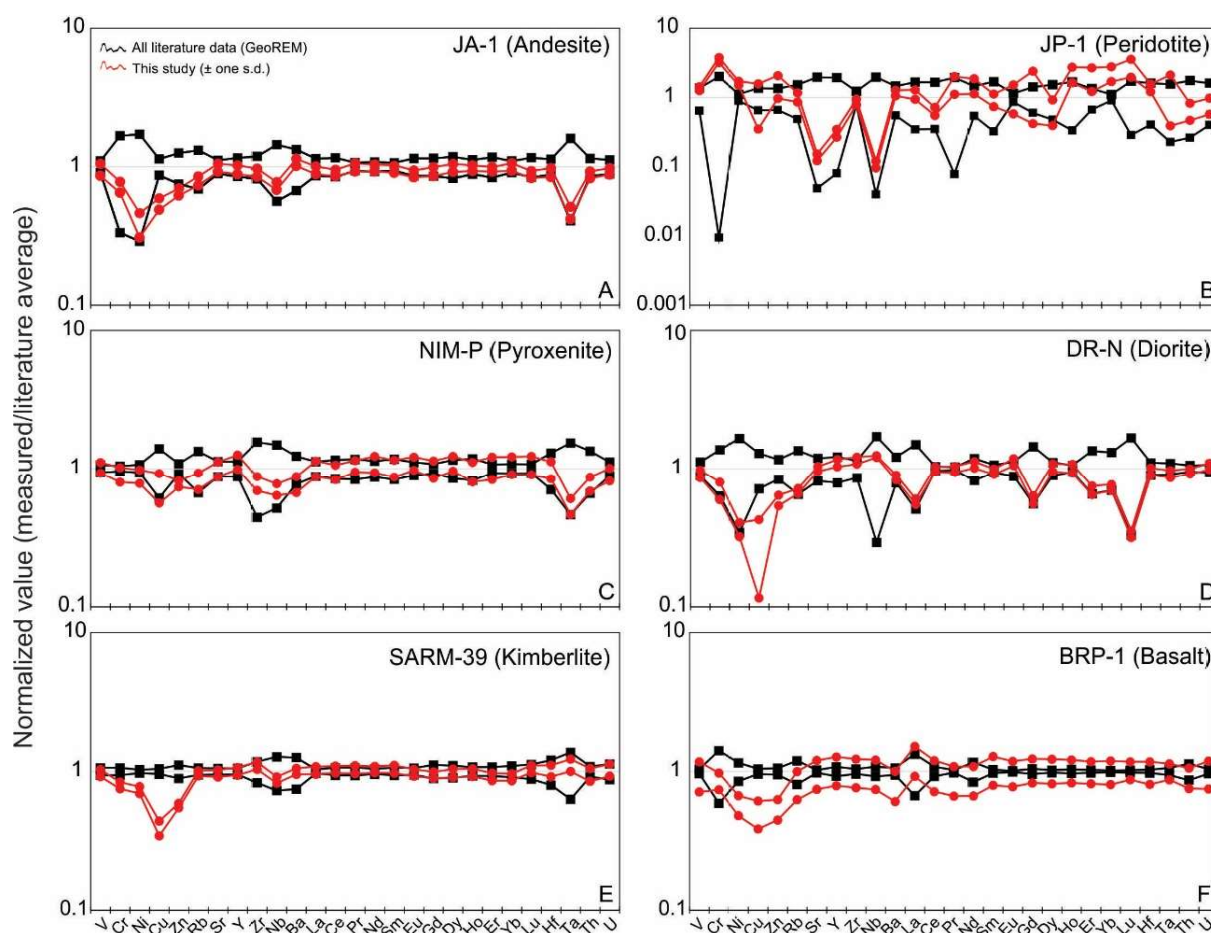 Normalized value (measured/literature average)
10
1
0.1
All literature data (GeoREM)
This study (± one s.d.)
JA-1 (Andesite)
A
10
1
0.1
0.01
0.001
JP-1 (Peridotite)
B
10
1
0.1
NIM-P (Pyroxenite)
C
10
1
0.1
DR-N (Diorite)
D
10
1
0.1
SARM-39 (Kimberlite)
E
10
1
0.1
BRP-1 (Basalt)
F
V Cr Ni Cu Zn Rb Sr Y Zr Nb Ba La Ce Pr Nd Sm Eu Gd Dy Ho Er Yb Lu Hf Ta Th U
V Cr Ni Cu Zn Rb Sr Y Zr Nb Ba La Ce Pr Nd Sm Eu Gd Dy Ho Er Yb Lu Hf Ta Th U